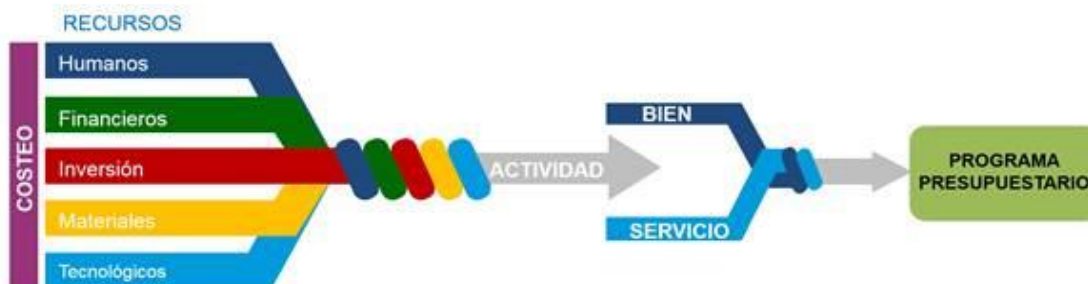 RECURSOS
COSTEO
Humanos
Financieros
Inversión
Materiales
Tecnológicos
ACTIVIDAD
BIEN
SERVICIO
PROGRAMA
PRESUPUESTARIO